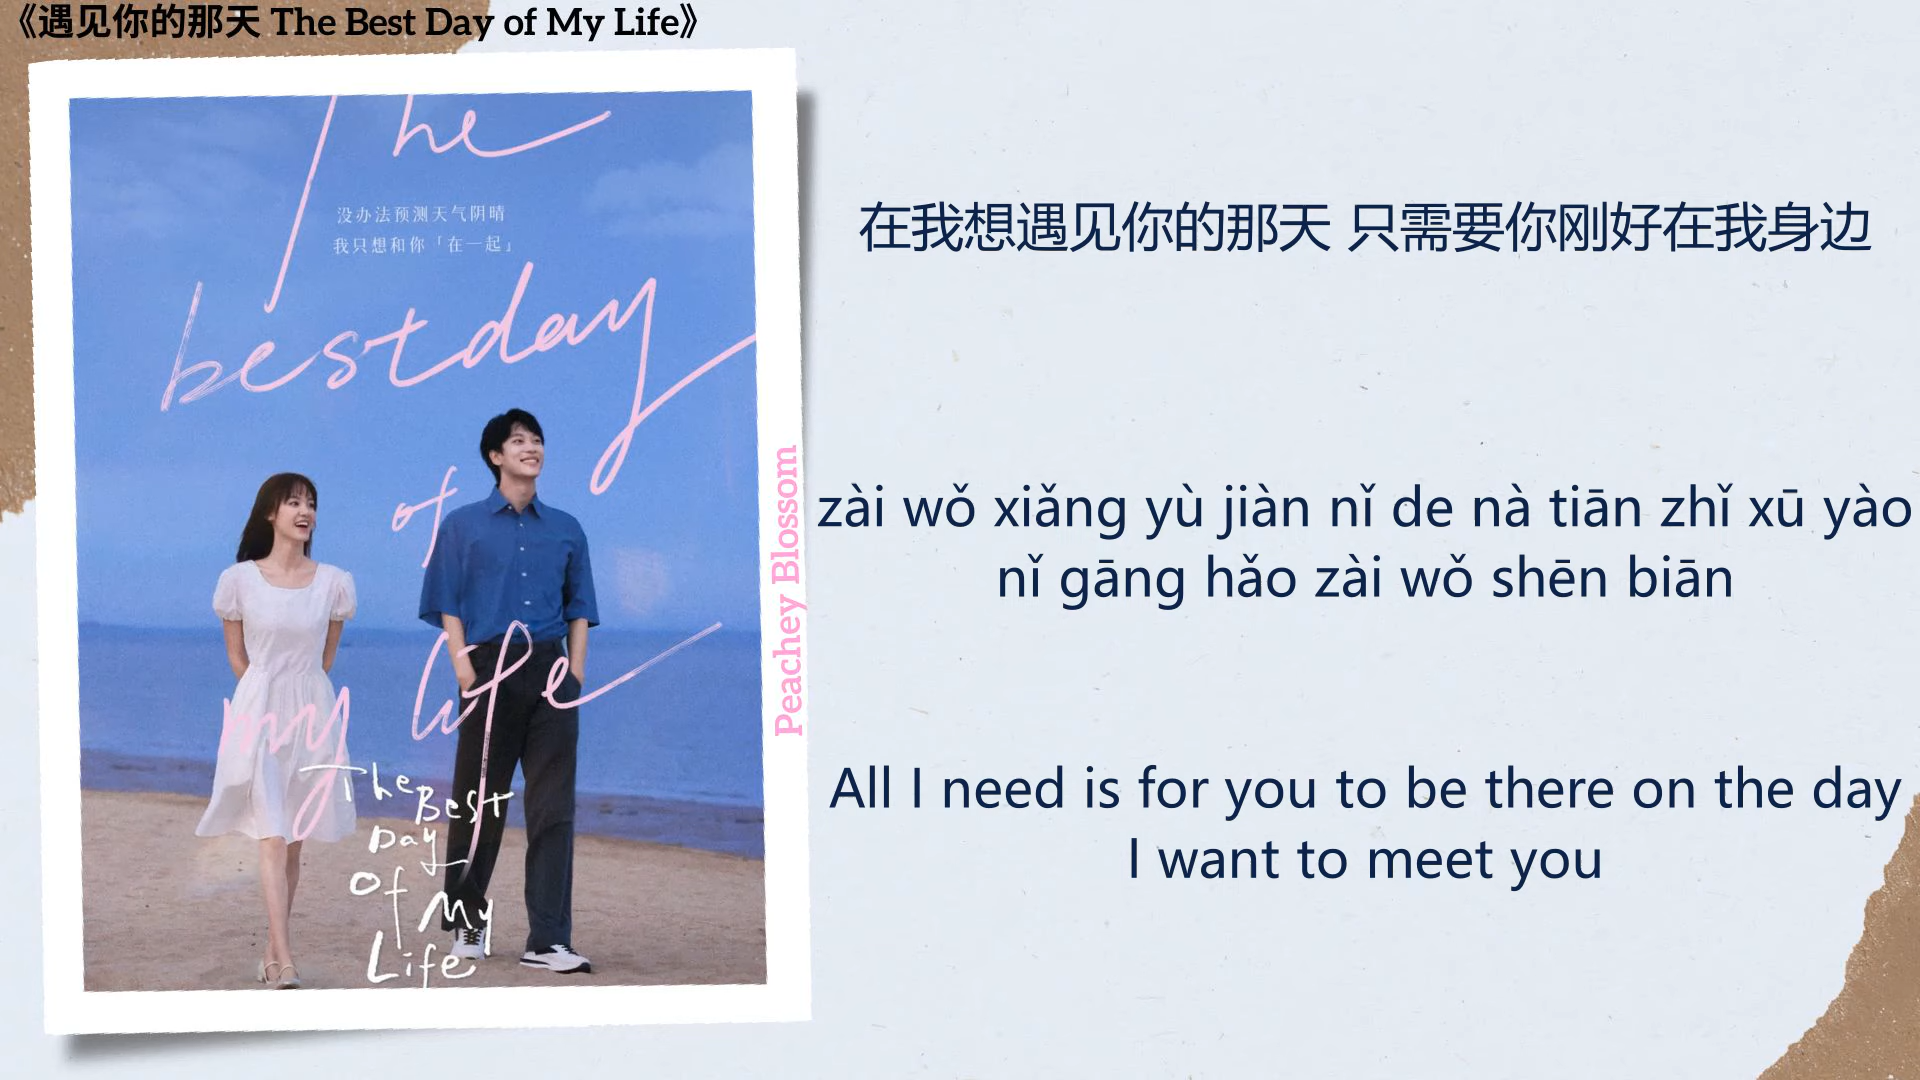 《遇见你的那天 The Best Day of My Life》
The
没办法预测天气阴晴
我只想和你「在一起」
best day
of
my life
The Best
Day
Of My
Life
Peachey Blossom
在我想遇见你的那天 只需要你刚好在我身边
zài wǒ xiǎng yù jiàn nǐ de nà tiān zhǐ xū yào
nǐ gāng hǎo zài wǒ shēn biān
All I need is for you to be there on the day
I want to meet you